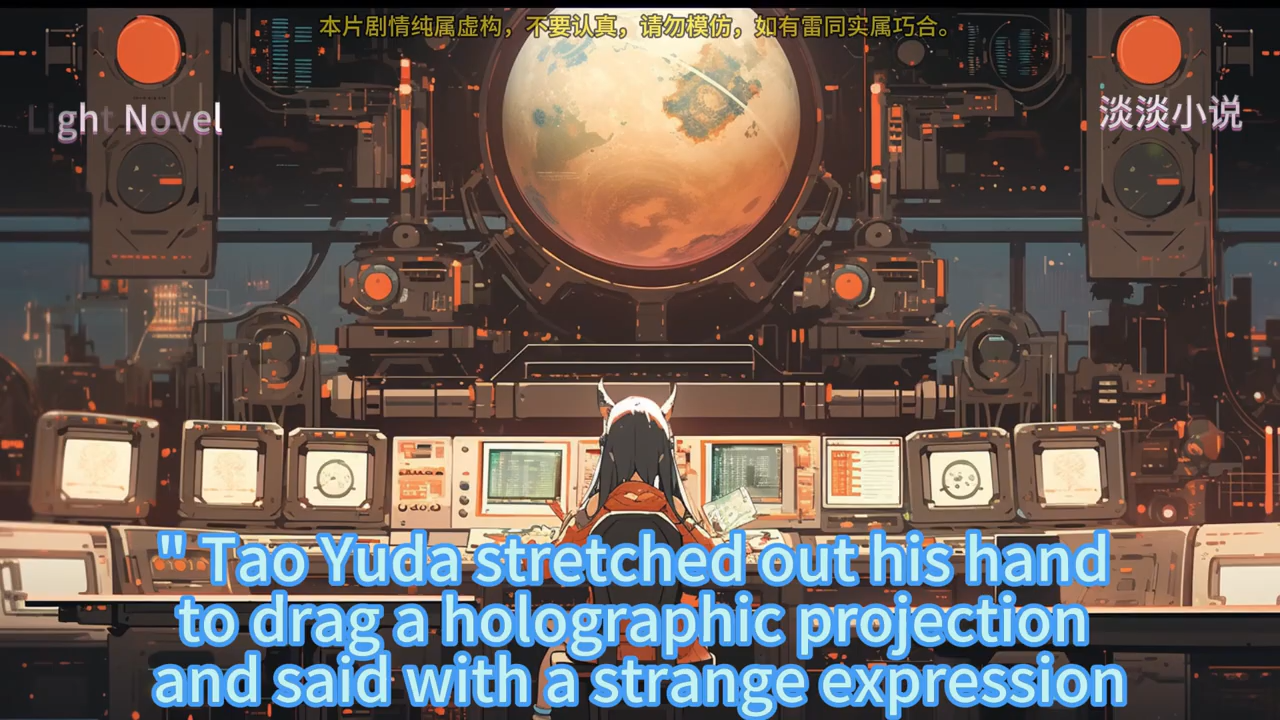 本片剧情纯属虚构，不要认真，请勿模仿，如有雷同实属巧合。
Light Novel
淡淡小说
" Tao Yuda stretched out his hand
to drag a holographic projection
and said with a strange expression